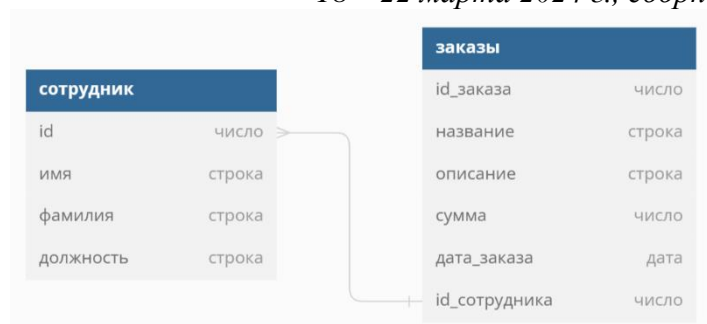 18 – 22 марта 2024 г., сборн
сотрудник
id число
имя строка
фамилия строка
должность строка
заказы
id_заказа число
название строка
описание строка
сумма число
дата_заказа дата
id_сотрудника число